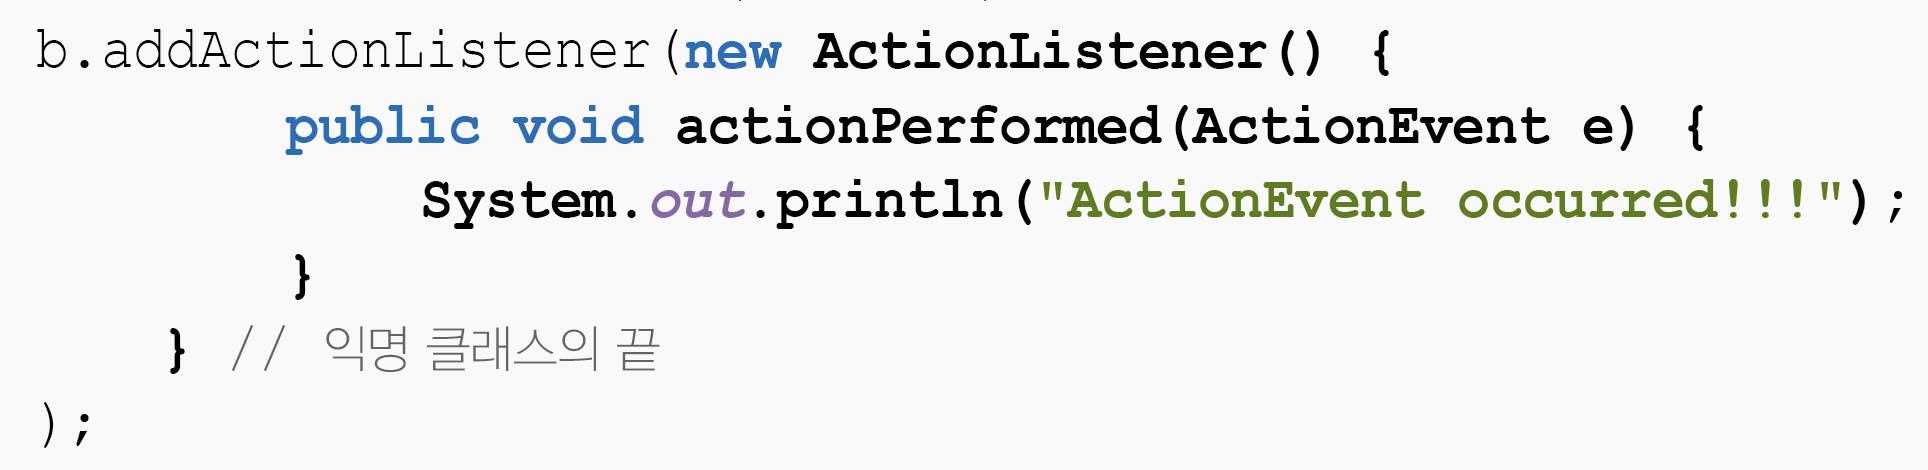 b.addActionListener(new ActionListener() {
public void actionPerformed(ActionEvent e) {
System.out.println("ActionEvent occurred!!!");
}
} // 익명 클래스의 끝
);